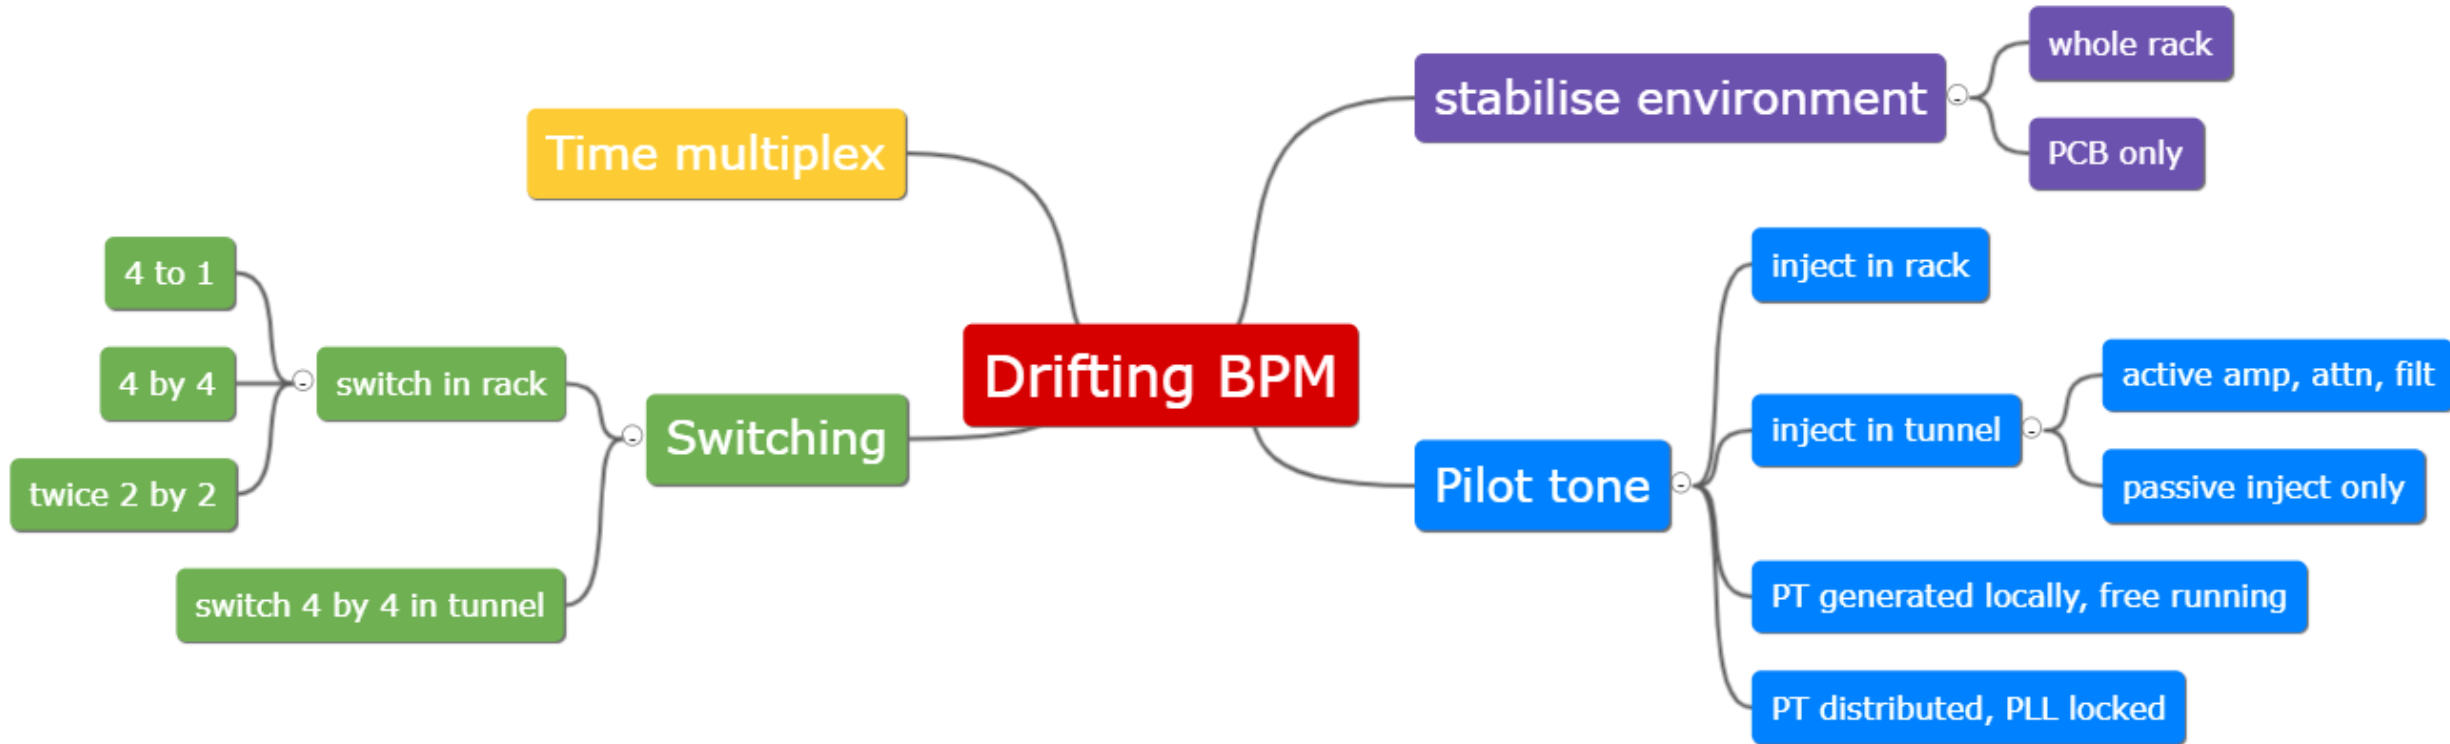 whole rack
stabilise environment
PCB only
Time multiplex
4 to 1
4 by 4
switch in rack
twice 2 by 2
Switching
switch 4 by 4 in tunnel
Drifting BPM
Pilot tone
inject in rack
inject in tunnel
active amp, attn, filt
passive inject only
PT generated locally, free running
PT distributed, PLL locked